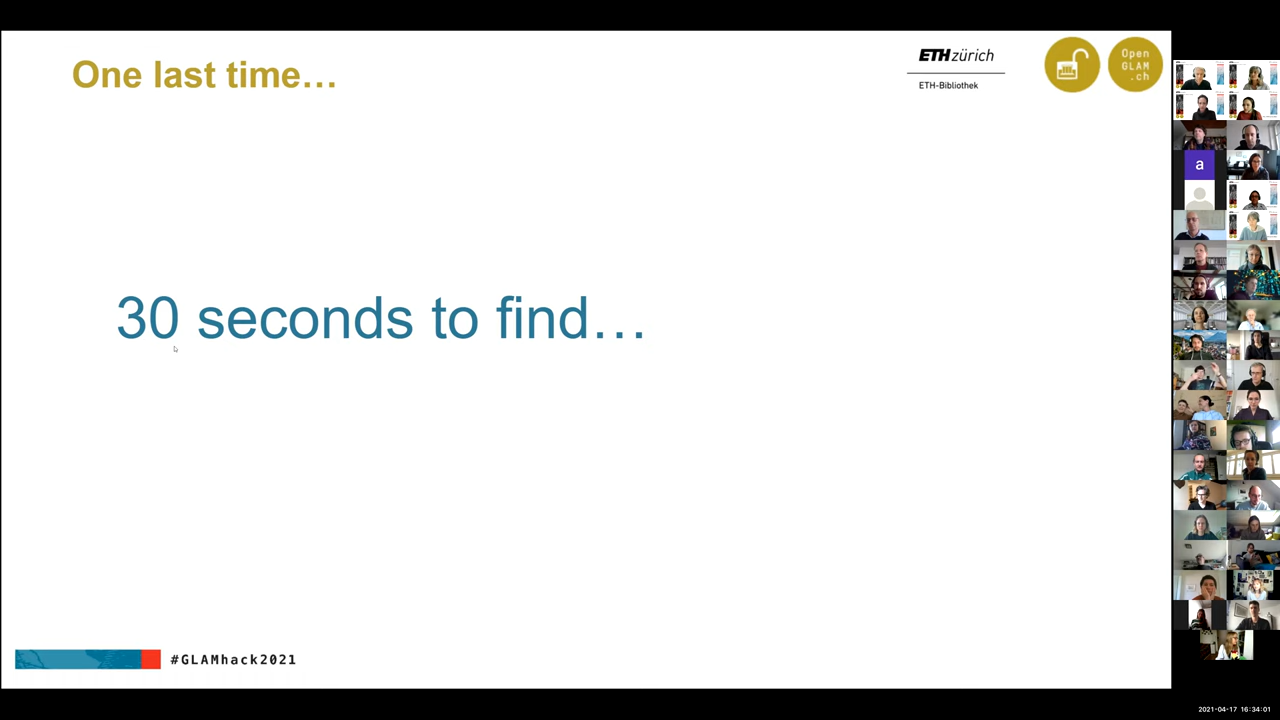 One last time…
ETH zürich
ETH-Bibliothek
Open
GLAM
.ch
a
30 seconds to find…
#GLAMhack2021
2021-04-17 16:34:01